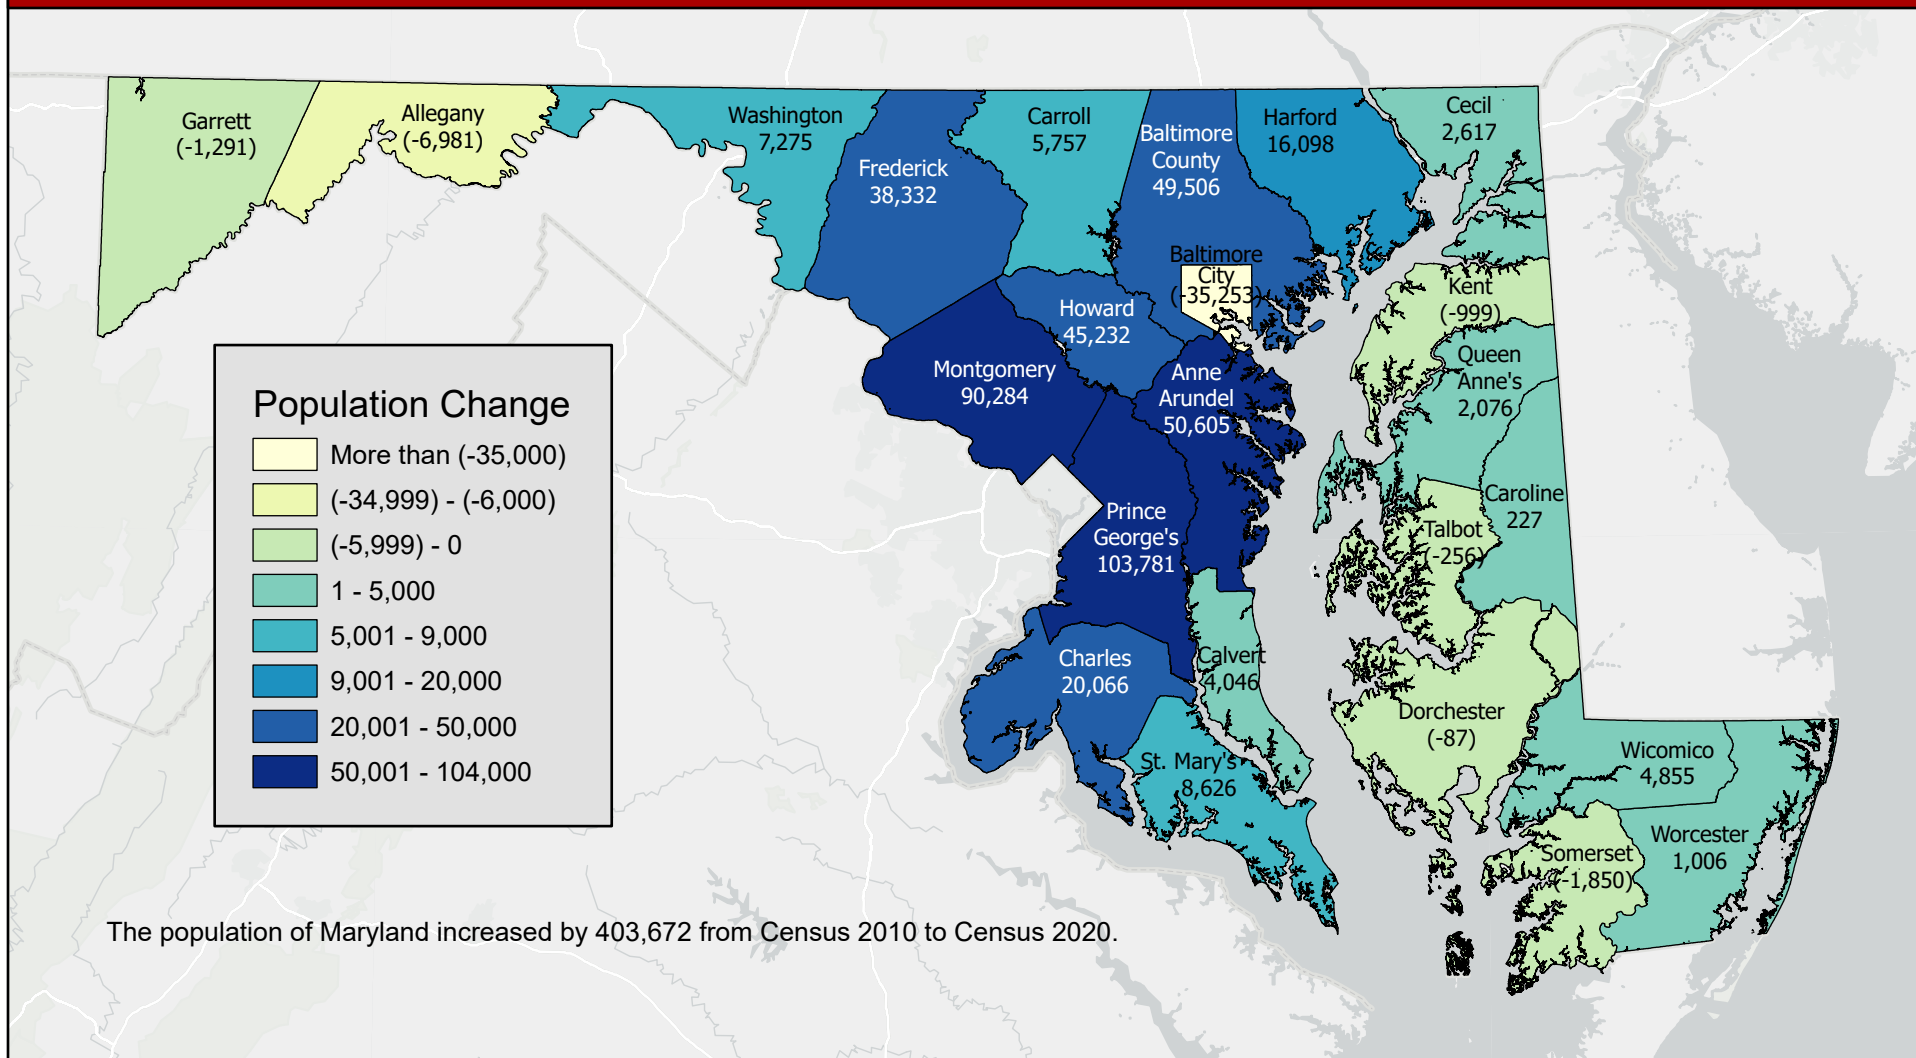 Garrett
(-1,291)
Allegany
(-6,981)
Washington
7,275
Frederick
38,332
Carroll
5,757
Baltimore
County
49,506
Harford
16,098
Cecil
2,617
Baltimore
City
(-35,253)
Howard
45,232
Montgomery
90,284
Anne
Arundel
50,605
Kent
(-999)
Queen
Anne's
2,076
Caroline
227
Talbot
(-256)
Prince
George's
103,781
Charles
20,066
Calvert
4,046
St. Mary's
8,626
Dorchester
(-87)
Wicomico
4,855
Worcester
1,006
Somerset
(-1,850)
Population Change
More than (-35,000)
(-34,999) - (-6,000)
(-5,999) - 0
1 - 5,000
5,001 - 9,000
9,001 - 20,000
20,001 - 50,000
50,001 - 104,000
The population of Maryland increased by 403,672 from Census 2010 to Census 2020.